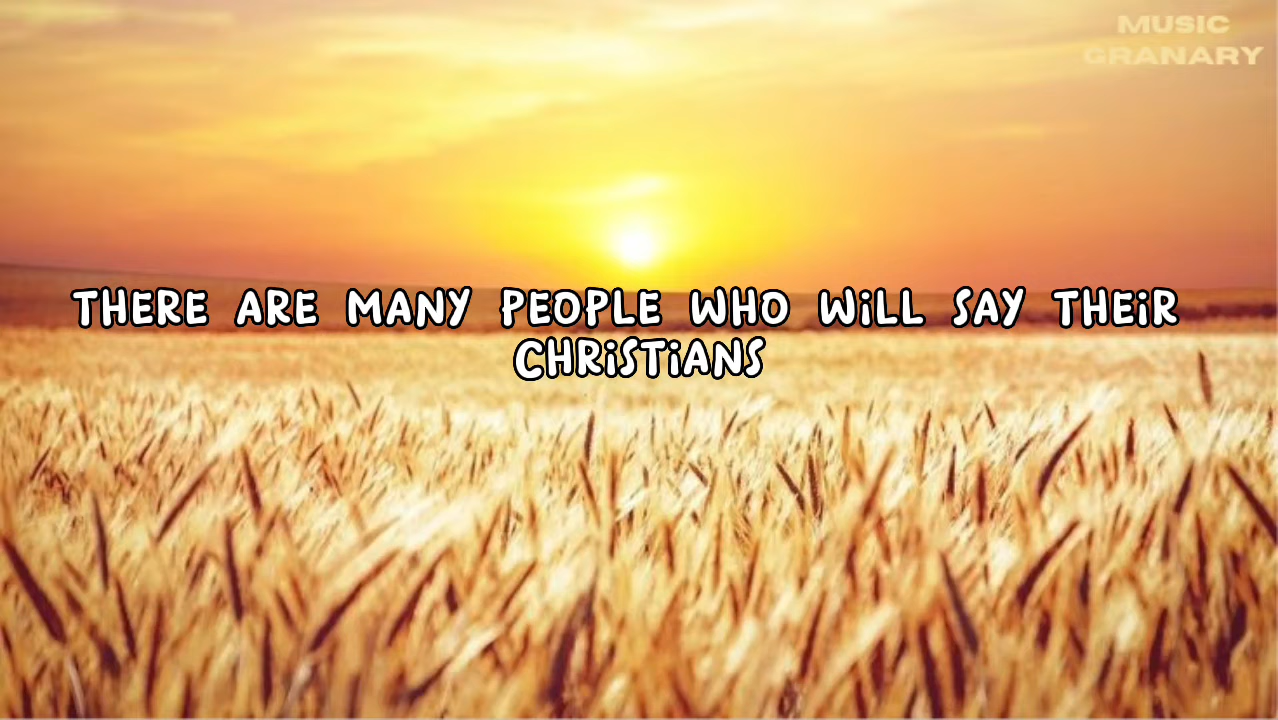 MUSIC
GRANARY
THERE ARE MANY PEOPLE WHO WiLL SAY THEiR
CHRiSTiANS